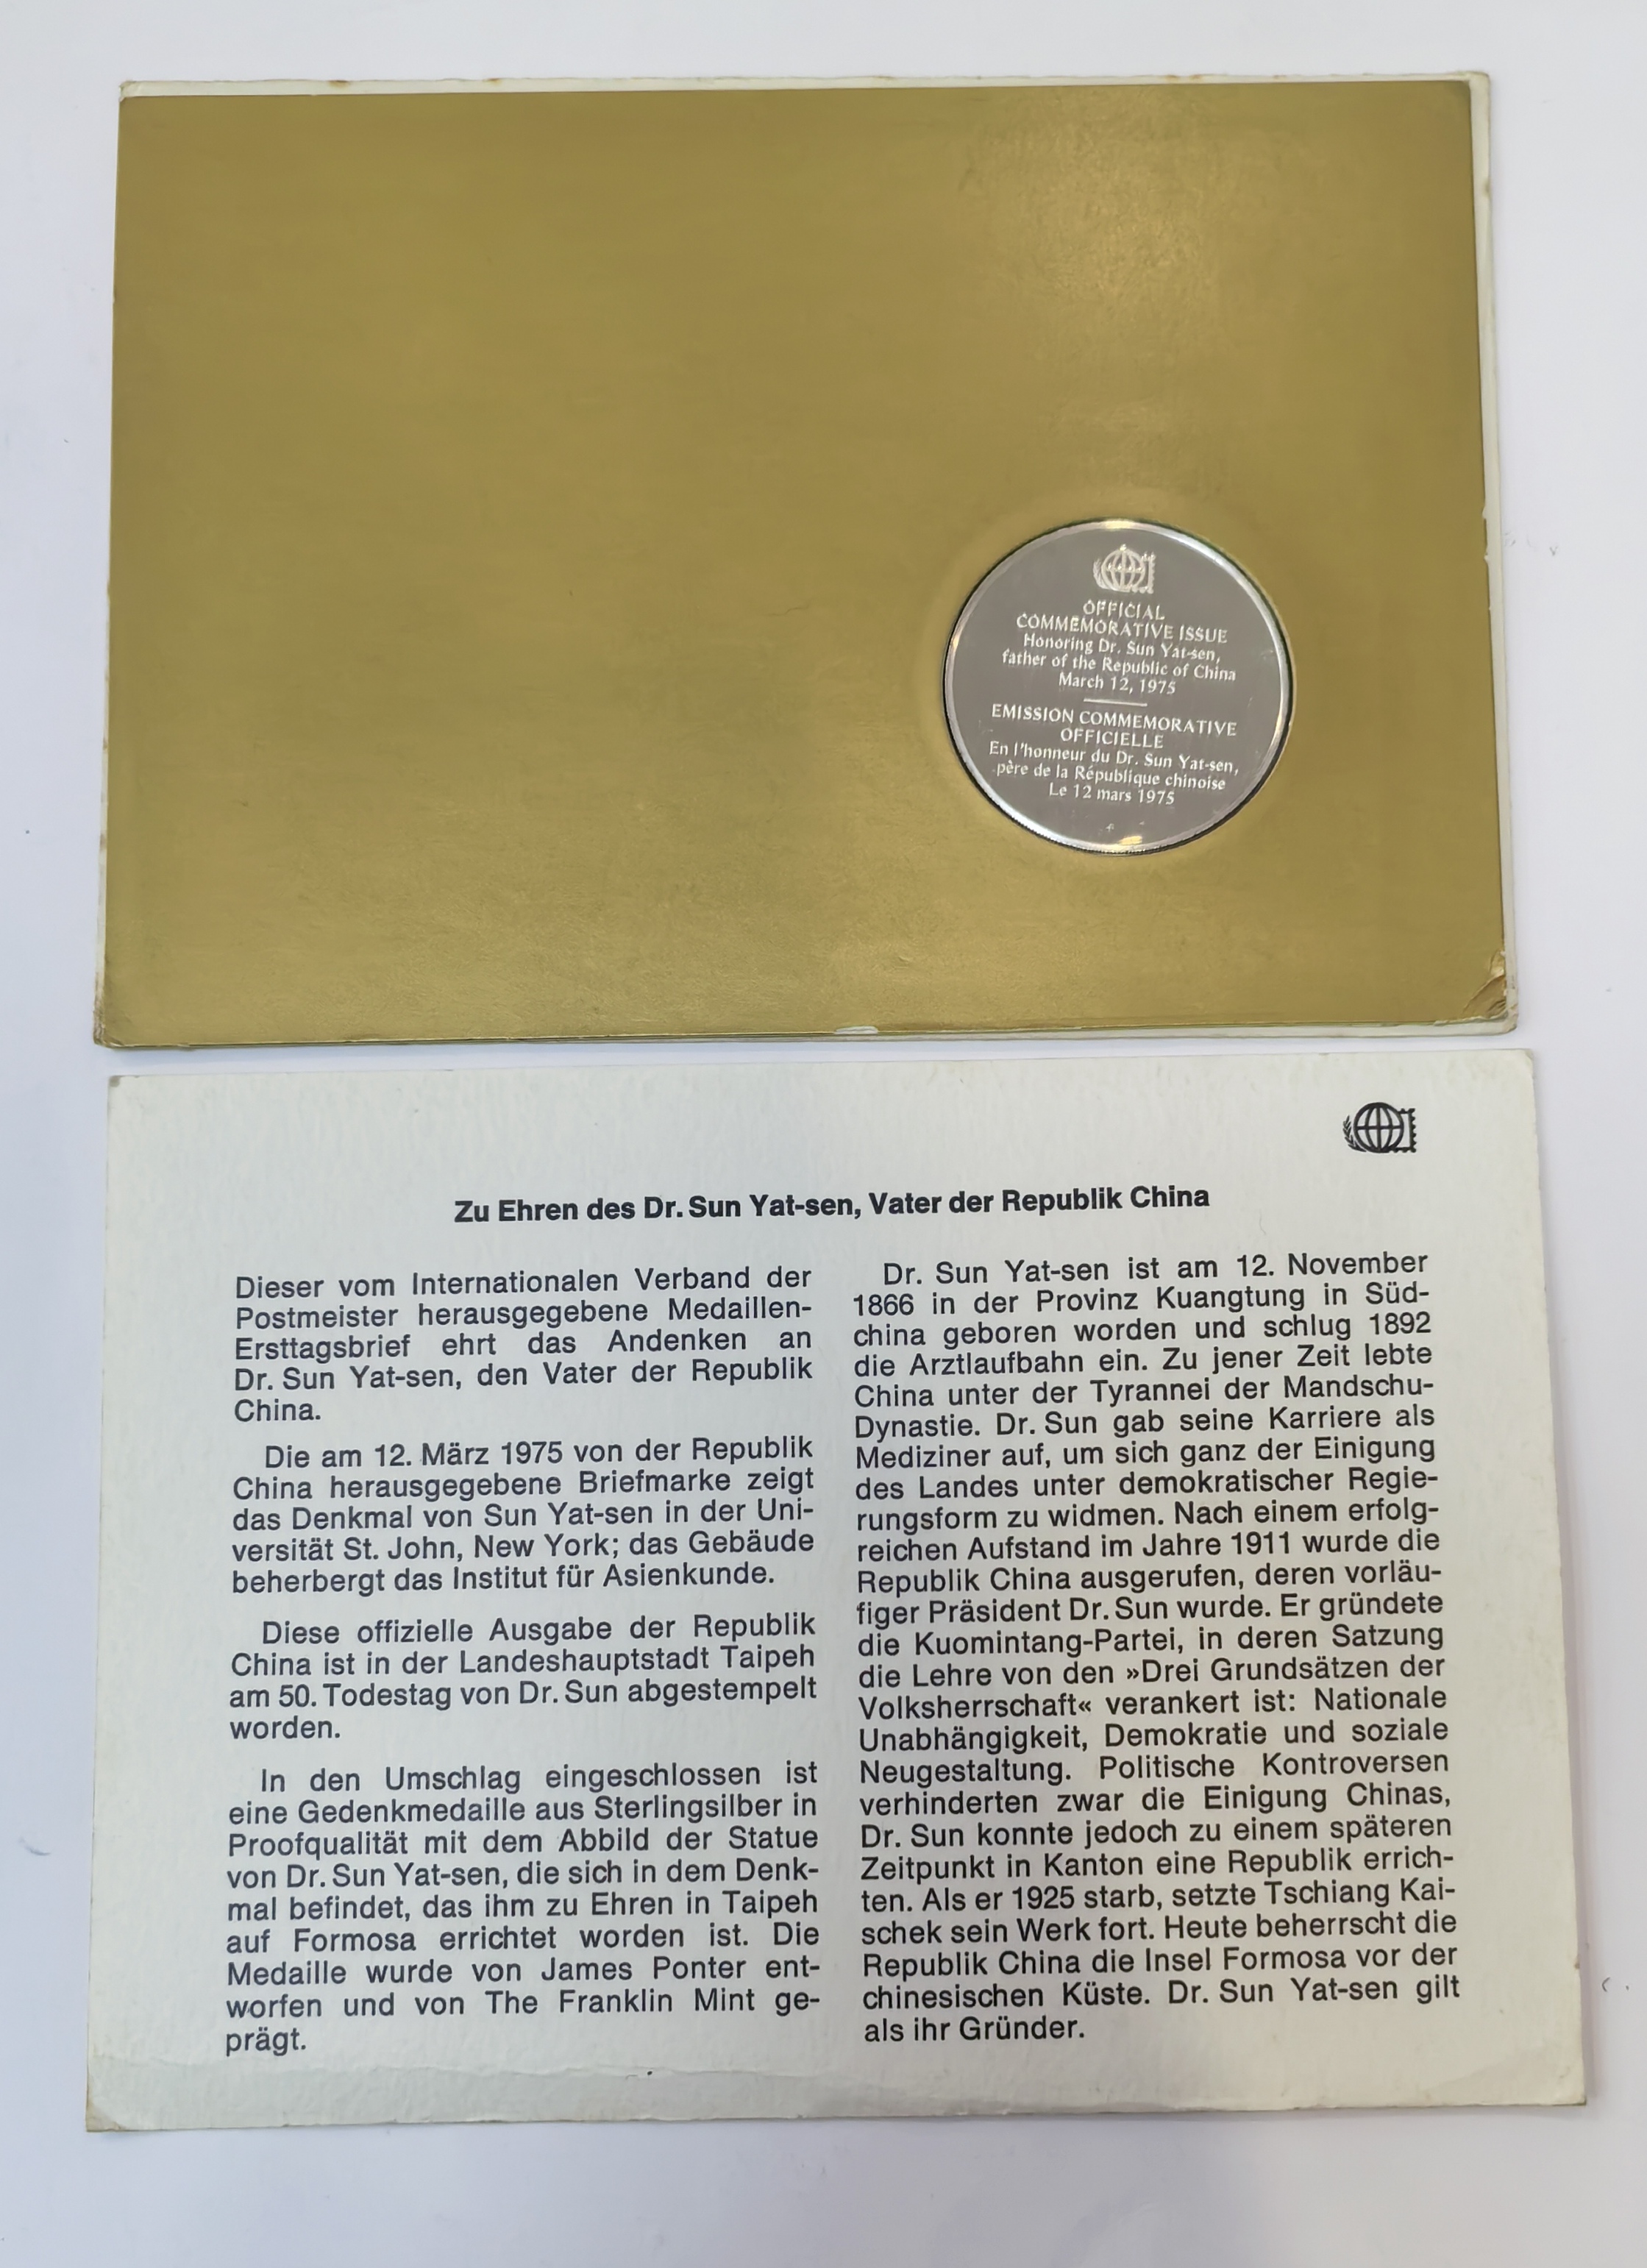 OFFICIAL
COMMEMORATIVE ISSUE
Honoring Dr. Sun Yat-sen,
father of the Republic of China
March 12, 1975
EMISSION COMMEMORATIVE
OFFICIELLE
En l'honneur du Dr. Sun Yat-sen,
père de la République chinoise
Le 12 mars 1975
Zu Ehren des Dr. Sun Yat-sen, Vater der Republik China
Dieser vom Internationalen Verband der
Postmeister herausgegebene Medaillen-
Ersttagsbrief ehrt das Andenken an
Dr. Sun Yat-sen, den Vater der Republik
China.
Die am 12. März 1975 von der Republik
China herausgegebene Briefmarke zeigt
das Denkmal von Sun Yat-sen in der Uni-
versität St. John, New York; das Gebäude
beherbergt das Institut für Asienkunde.
Diese offizielle Ausgabe der Republik
China ist in der Landeshauptstadt Taipeh
am 50. Todestag von Dr. Sun abgestempelt
worden.
In den Umschlag eingeschlossen ist
eine Gedenkmedaille aus Sterlingsilber in
Proofqualität mit dem Abbild der Statue
von Dr. Sun Yat-sen, die sich in dem Denk-
mal befindet, das ihm zu Ehren in Taipeh
auf Formosa errichtet worden ist. Die
Medaille wurde von James Ponter ent-
worfen und von The Franklin Mint ge-
prägt.
Dr. Sun Yat-sen ist am 12. November
1866 in der Provinz Kuangtung in Süd-
china geboren worden und schlug 1892
die Arztlaufbahn ein. Zu jener Zeit lebte
China unter der Tyrannei der Mandschu-
Dynastie. Dr. Sun gab seine Karriere als
Mediziner auf, um sich ganz der Einigung
des Landes unter demokratischer Regie-
rungsform zu widmen. Nach einem erfolg-
reichen Aufstand im Jahre 1911 wurde die
Republik China ausgerufen, deren vorläu-
figer Präsident Dr. Sun wurde. Er gründete
die Kuomintang-Partei, in deren Satzung
die Lehre von den »Drei Grundsätzen der
Volksherrschaft« verankert ist: Nationale
Unabhängigkeit, Demokratie und soziale
Neugestaltung. Politische Kontroversen
verhinderten zwar die Einigung Chinas,
Dr. Sun konnte jedoch zu einem späteren
Zeitpunkt in Kanton eine Republik errich-
ten. Als er 1925 starb, setzte Tschiang Kai-
schek sein Werk fort. Heute beherrscht die
Republik China die Insel Formosa vor der
chinesischen Küste. Dr. Sun Yat-sen gilt
als ihr Gründer.